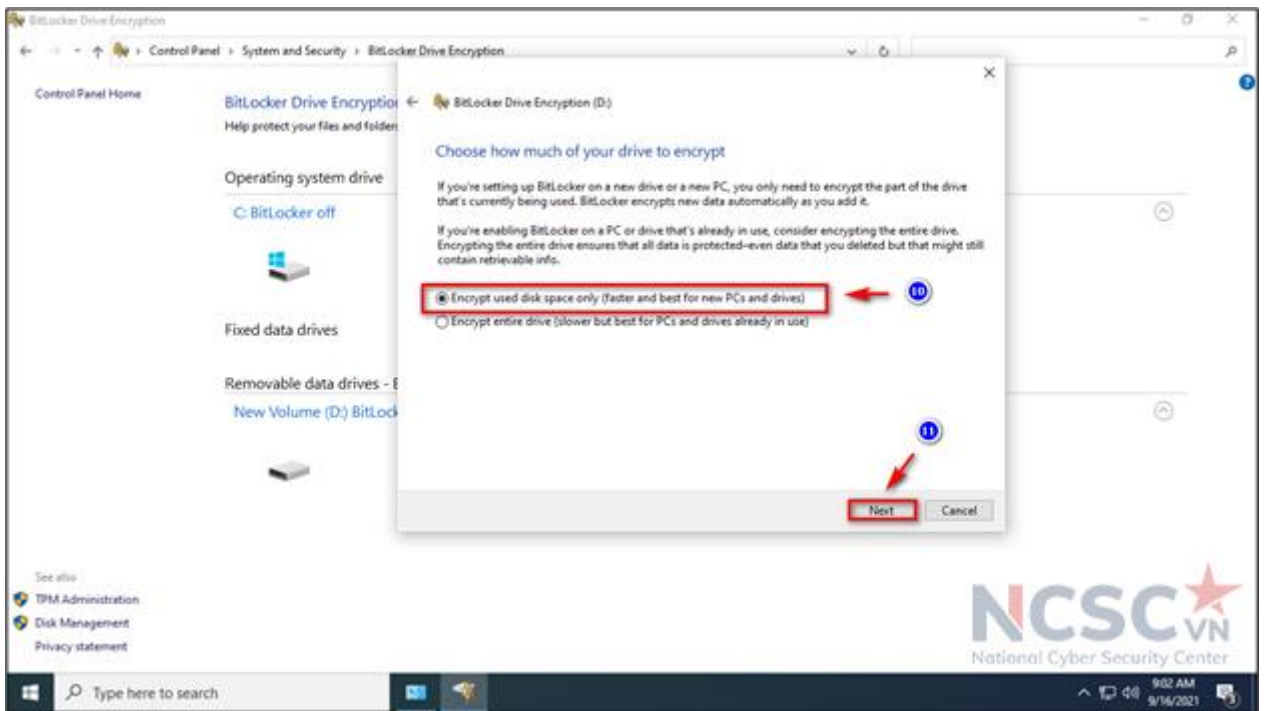 BitLocker Drive Encryption
Control Panel › System and Security › BitLocker Drive Encryption
Control Panel Home
BitLocker Drive Encryption
Help protect your files and folders
Operating system drive
C: BitLocker off
Fixed data drives
Removable data drives - B
New Volume (D:) BitLock
BitLocker Drive Encryption (D:)
Choose how much of your drive to encrypt
If you're setting up BitLocker on a new drive or a new PC, you only need to encrypt the part of the drive
that's currently being used. BitLocker encrypts new data automatically as you add it.
If you're enabling BitLocker on a PC or drive that's already in use, consider encrypting the entire drive.
Encrypting the entire drive ensures that all data is protected–even data that you deleted but that might still
contain retrievable info.
Encrypt used disk space only (faster and best for new PCs and drives)
10
Encrypt entire drive (slower but best for PCs and drives already in use)
11
Next
Cancel
See also
TPM Administration
Disk Management
Privacy statement
NCSC VN
National Cyber Security Center
Type here to search
9:02 AM
9/16/2021
3